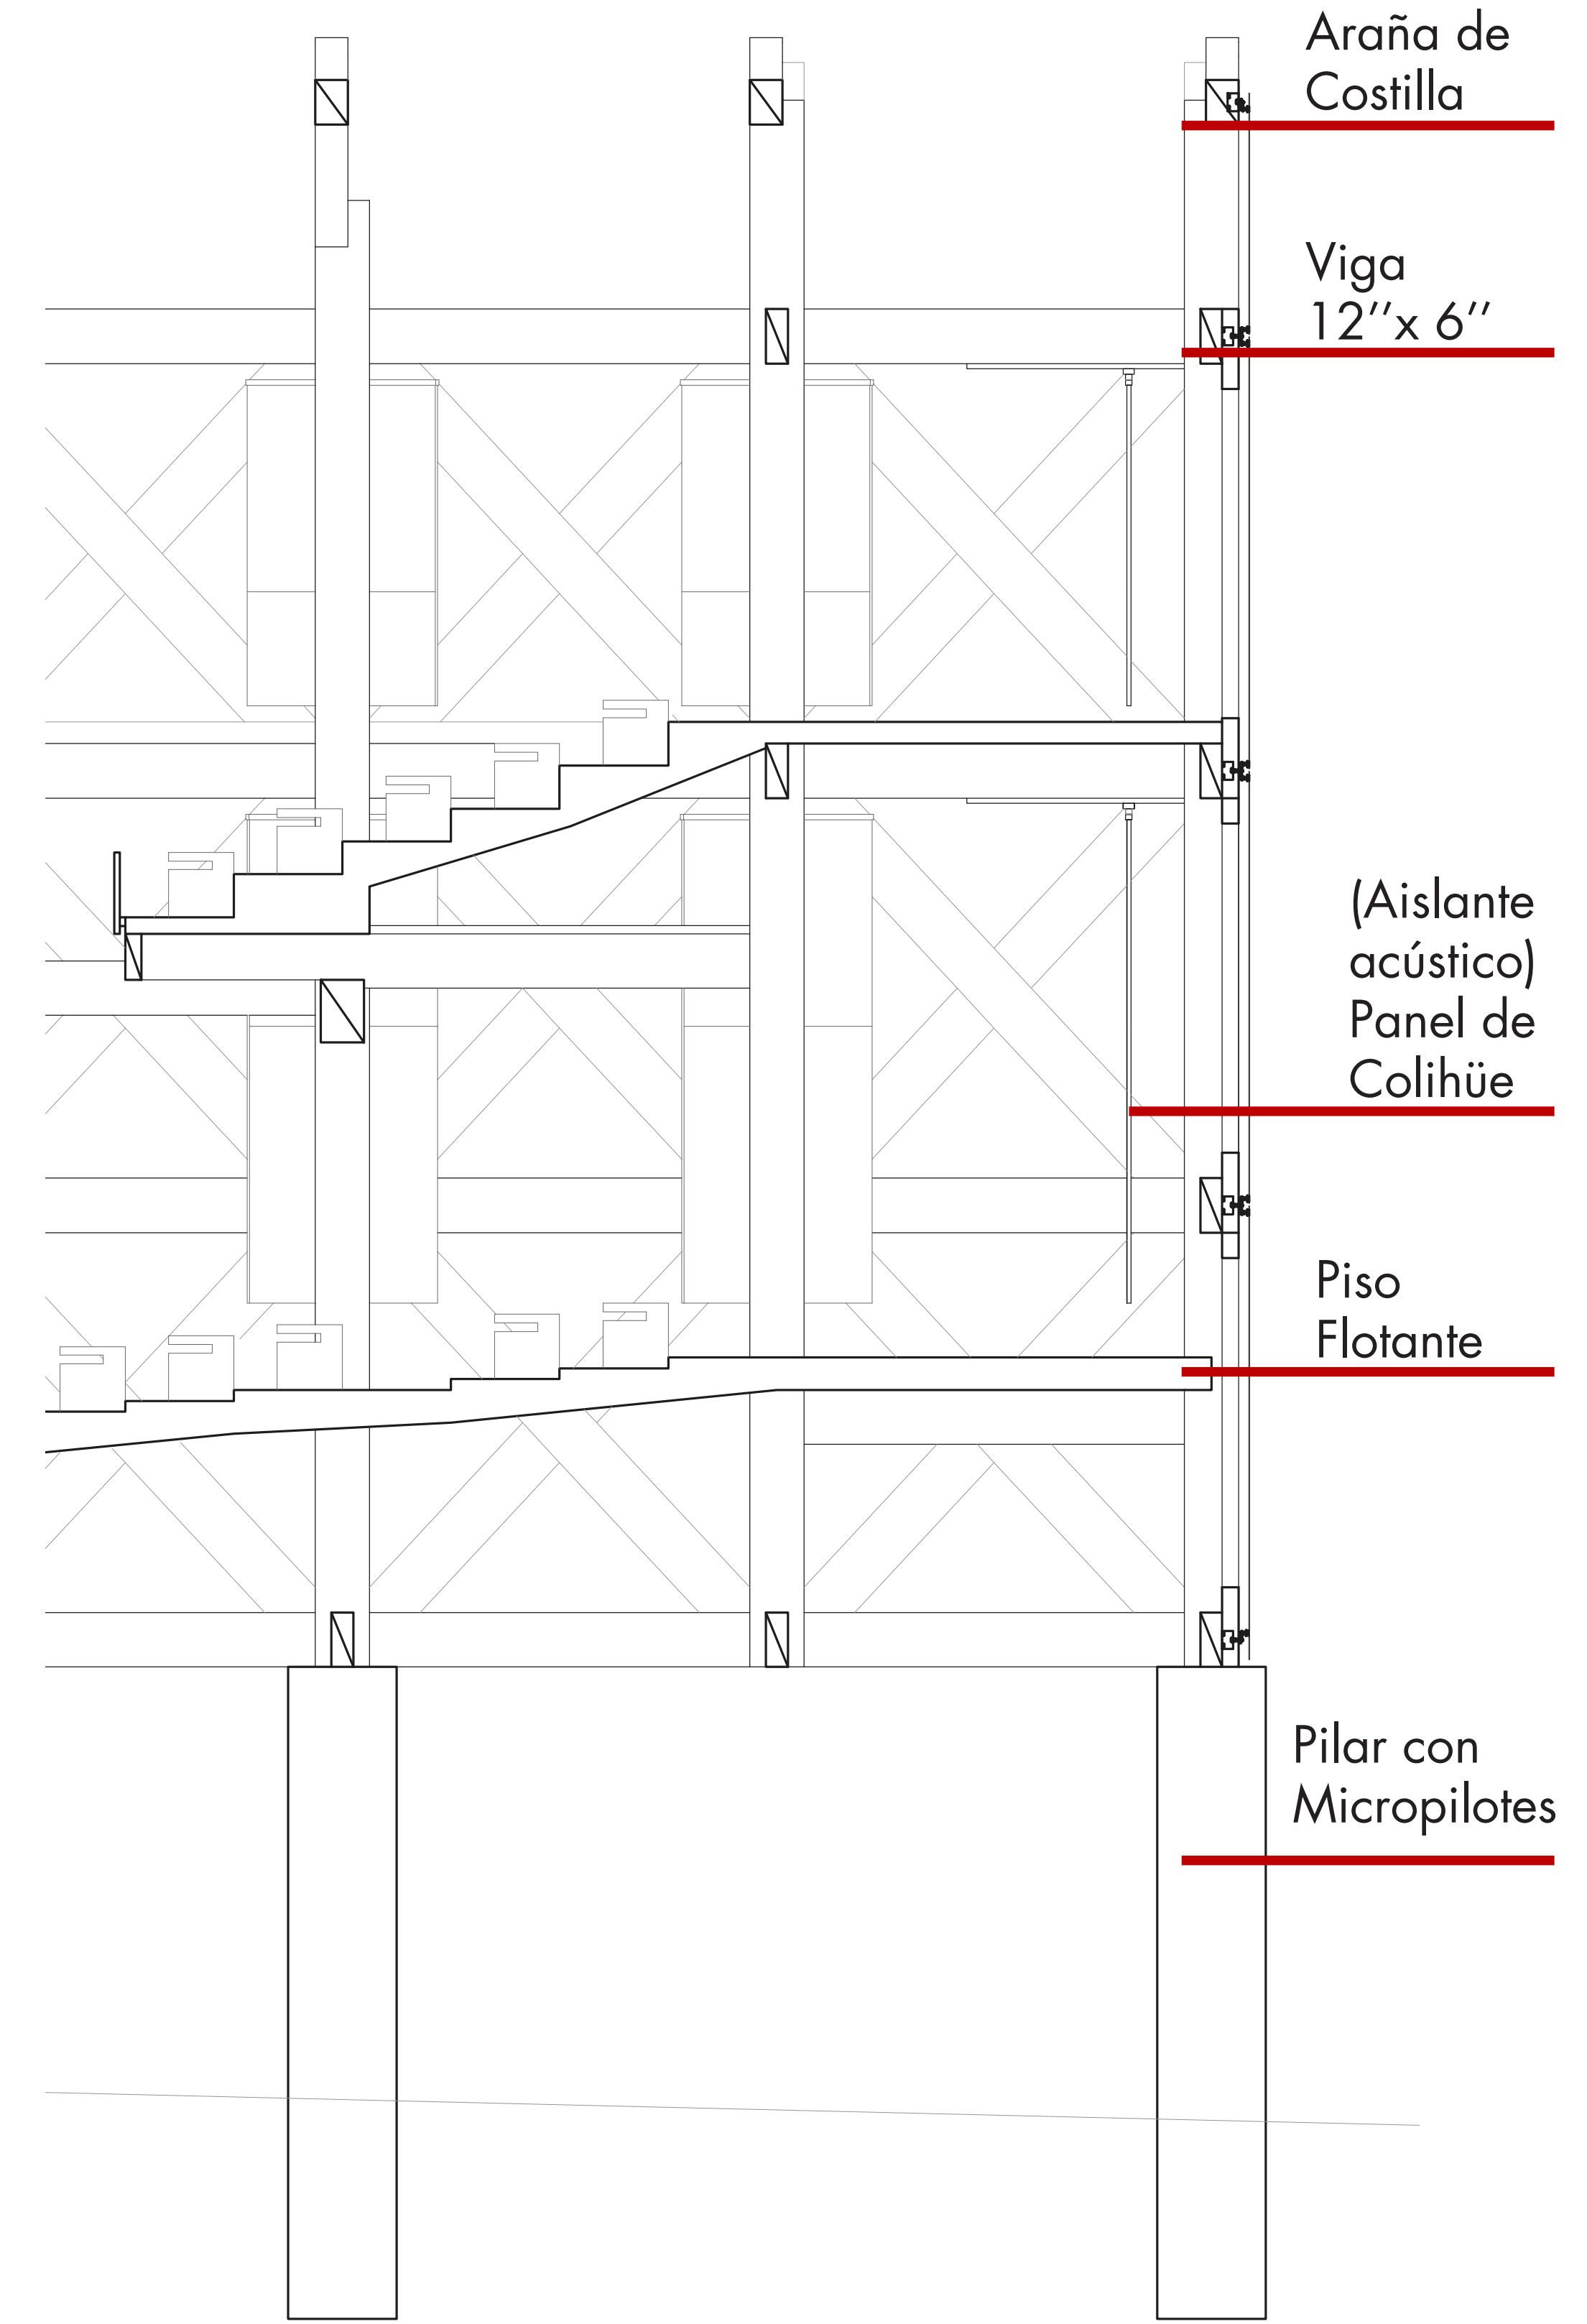 Araña de
Costilla
Viga
12’’x 6’’
(Aislante
acústico)
Panel de
Colihüe
Piso
Flotante
Pilar con
Micropilotes